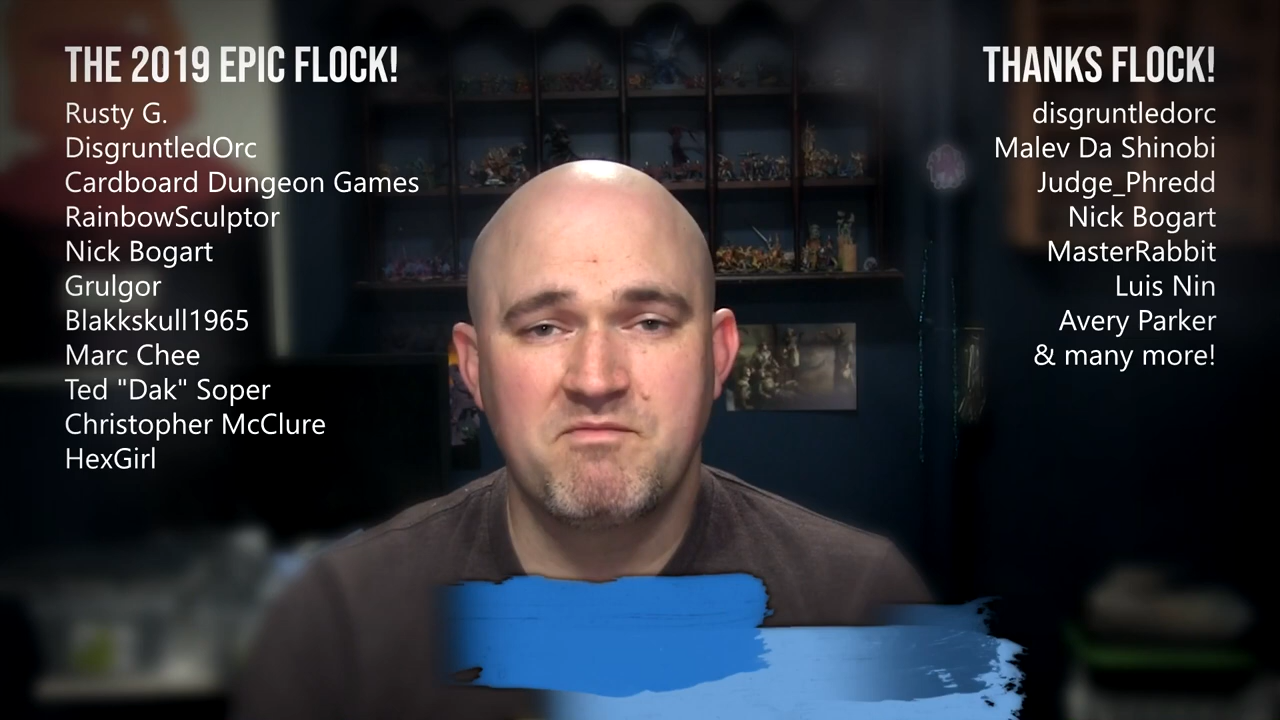 THE 2019 EPIC FLOCK!
Rusty G.
DisgruntledOrc
Cardboard Dungeon Games
RainbowSculptor
Nick Bogart
Grulgor
Blakkskull1965
Marc Chee
Ted "Dak" Soper
Christopher McClure
HexGirl
THANKS FLOCK!
disgruntledorc
Malev Da Shinobi
Judge_Phredd
Nick Bogart
MasterRabbit
Luis Nin
Avery Parker
& many more!